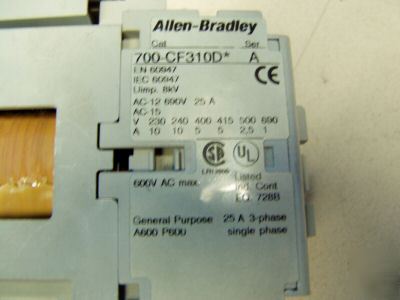 Allen-Bradley
Cat. Ser.
700-CF310D* A
EN 60947
IEC 60947
Uimp. 8kV
AC-12 690V 25 A
AC-15
V 230 240 400 415 500 690
A 10 10 5 5 2,5 1
CE
SA
UL
600V AC max.
Listed
Ind. Cont
EQ. 728B
General Purpose 25 A 3-phase
A600 P600 single phase